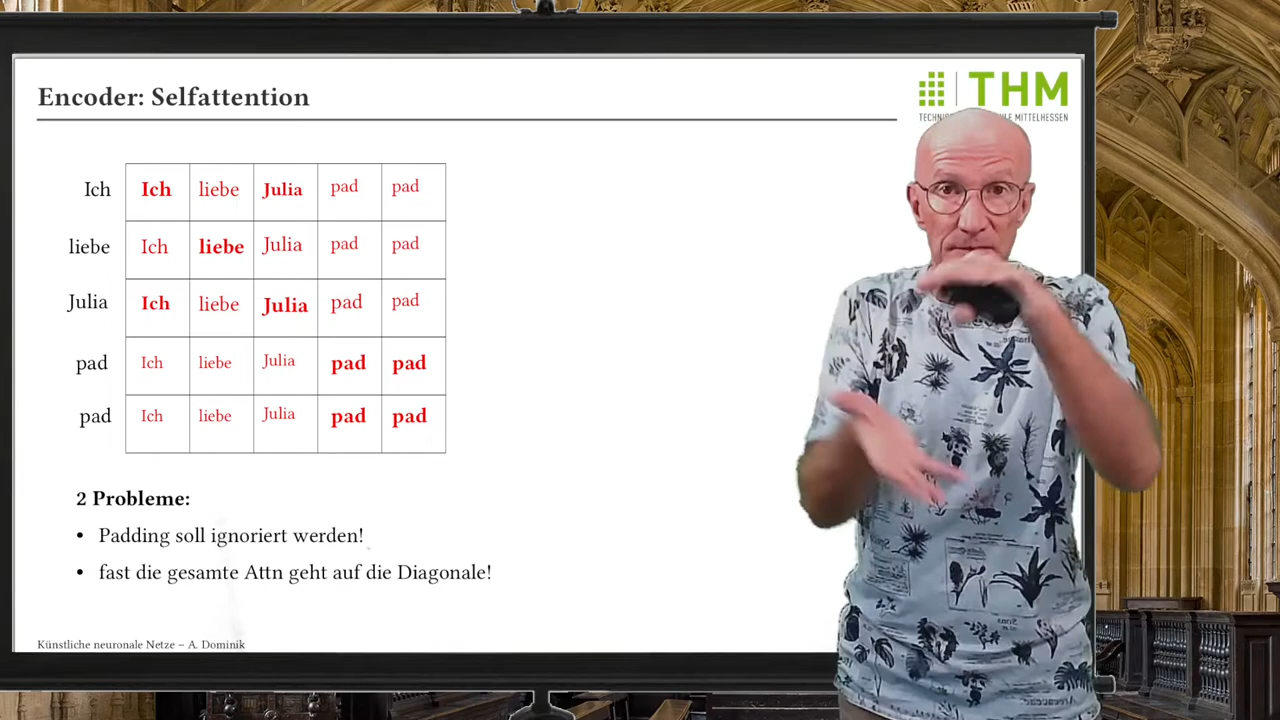 Encoder: Selfattention
THM
MITTELHESSEN
Ich Ich liebe Julia pad pad
liebe Ich liebe Julia pad pad
Julia Ich liebe Julia pad pad
pad Ich liebe Julia pad pad
pad Ich liebe Julia pad pad
2 Probleme:
• Padding soll ignoriert werden!
• fast die gesamte Attn geht auf die Diagonale!
Künstliche neuronale Netze – A. Dominik